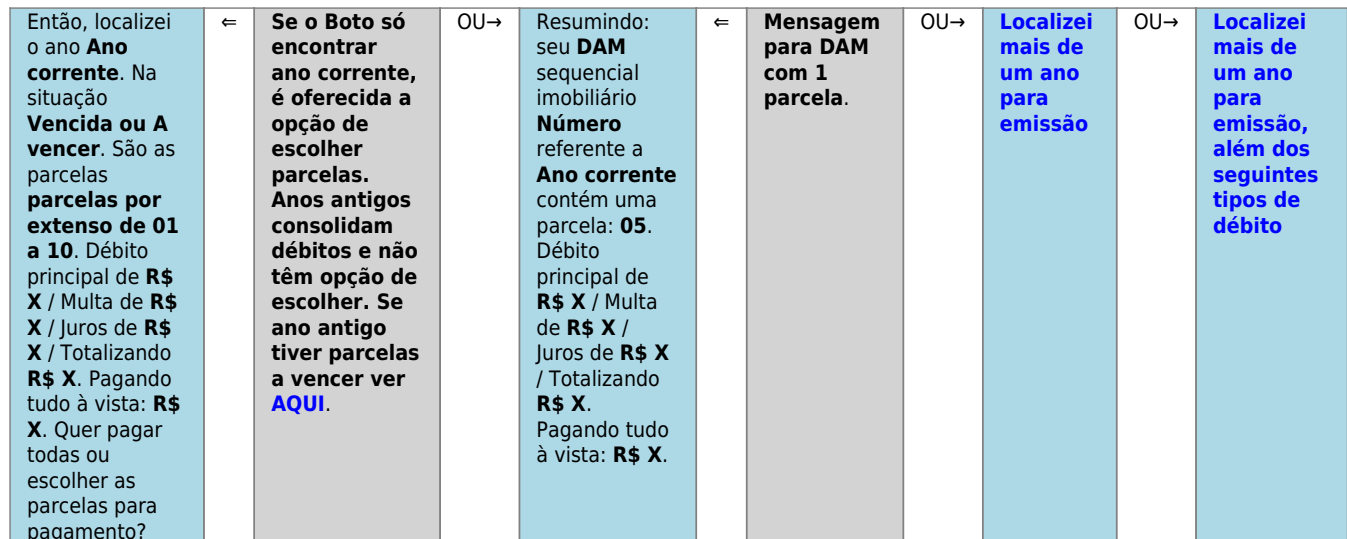 Então, localizei
o ano Ano
corrente. Na
situação
Vencida ou A
vencer. São as
parcelas
parcelas por
extenso de 01
a 10. Débito
principal de R$
X / Multa de R$
X / Juros de R$
X / Totalizando
R$ X. Pagando
tudo à vista: R$
X. Quer pagar
todas ou
escolher as
parcelas para
pagamento?
⇐
Se o Boto só
encontrar
ano corrente,
é oferecida a
opção de
escolher
parcelas.
Anos antigos
consolidam
débitos e não
têm opção de
escolher. Se
ano antigo
tiver parcelas
a vencer ver
AQUI.
OU→
Resumindo:
seu DAM
sequencial
imobiliário
Número
referente a
Ano corrente
contém uma
parcela: 05.
Débito
principal de
R$ X / Multa
de R$ X /
Juros de R$ X
/ Totalizando
R$ X.
Pagando tudo
à vista: R$ X.
⇐
Mensagem
para DAM
com 1
parcela.
OU→
Localizei
mais de
um ano
para
emissão
OU→
Localizei
mais de
um ano
para
emissão,
além dos
seguintes
tipos de
débito